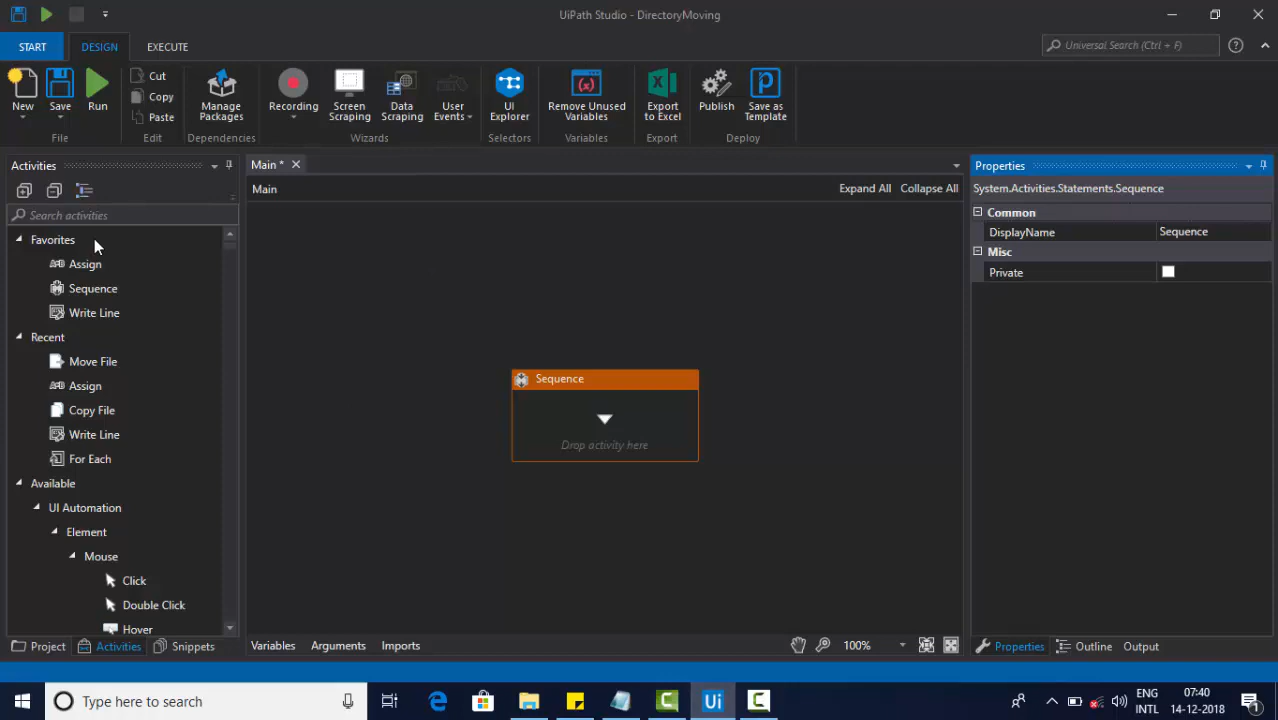 UiPath Studio - DirectoryMoving
START
DESIGN
EXECUTE
Universal Search (Ctrl + F)
New
Save
Run
Cut
Copy
Paste
Manage Packages
Recording
Screen Scraping
Data Scraping
User Events
UI Explorer
Remove Unused Variables
Export to Excel
Publish
Save as Template
File
Edit
Dependencies
Wizards
Selectors
Variables
Export
Deploy
Activities
Search activities
Favorites
Assign
Sequence
Write Line
Recent
Move File
Assign
Copy File
Write Line
For Each
Available
UI Automation
Element
Mouse
Click
Double Click
Hover
Project
Activities
Snippets
Main *
Main
Expand All
Collapse All
Sequence
Drop activity here
Variables
Arguments
Imports
100%
Properties
System.Activities.Statements.Sequence
Common
DisplayName
Sequence
Misc
Private
Properties
Outline
Output
Type here to search
Ui
ENG
INTL
07:40
14-12-2018
1